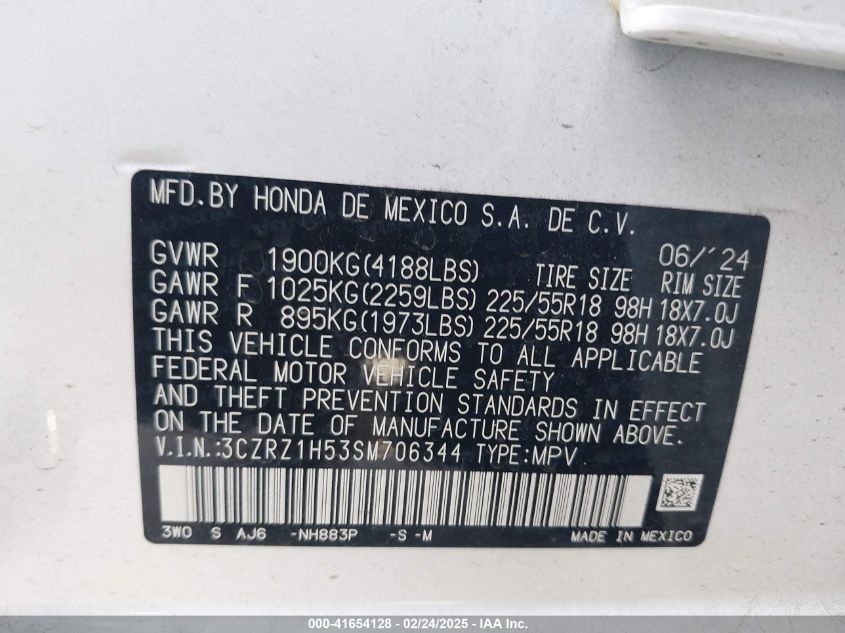 MFD.BY HONDA DE MEXICO S.A. DE C.V.
06/´24
GVWR 1900KG(4188LBS) TIRE SIZE RIM SIZE
GAWR F 1025KG(2259LBS) 225/55R18 98H 18X7.0J
GAWR R 895KG(1973LBS) 225/55R18 98H 18X7.0J
THIS VEHICLE CONFORMS TO ALL APPLICABLE
FEDERAL MOTOR VEHICLE SAFETY
AND THEFT PREVENTION STANDARDS IN EFFECT
ON THE DATE OF MANUFACTURE SHOWN ABOVE.
V.I.N.:3CZRZ1H53SM706344 TYPE:MPV
3W0 S AJ6 -NH883P -S-M MADE IN MEXICO
000-41654128 - 02/24/2025 - IAA Inc.